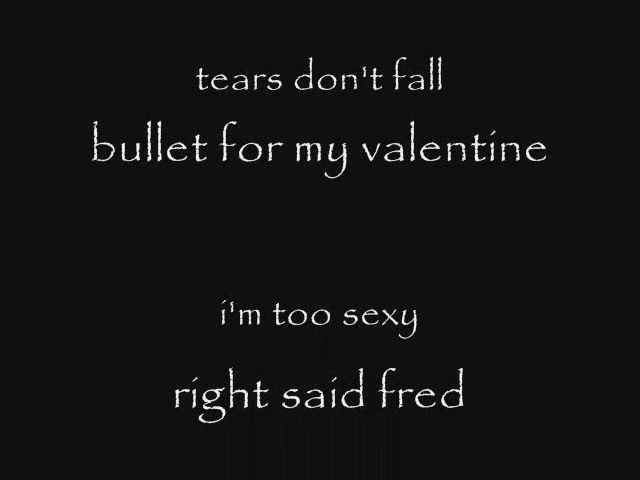 tears don't fall
bullet for my valentine
i'm too sexy
right said fred